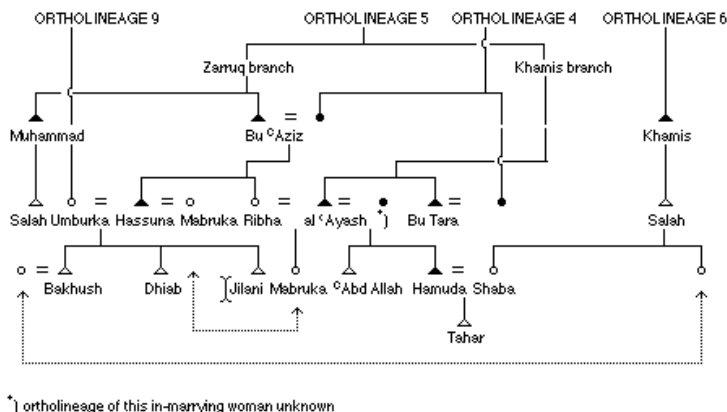 ORTHOLINEAGE 9 ORTHOLINEAGE 5 ORTHOLINEAGE 4 ORTHOLINEAGE 6
Zarruq branch Khamis branch
Muhammad Bu ᶜAziz = Khamis
Salah Umburka = Hassuna = Mabruka Ribha = al ᶜAyash *) Bu Tara = Salah
= Bakhush Dhiab Jilani Mabruka ᶜAbd Allah Hamuda = Shaba
Tahar
*) ortholineage of this in-marrying woman unknown